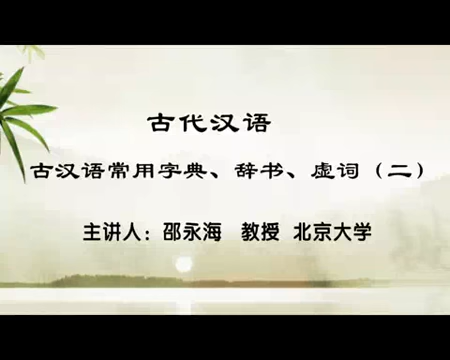 古代汉语
古汉语常用字典、辞书、虚词（二）
主讲人：邵永海 教授 北京大学